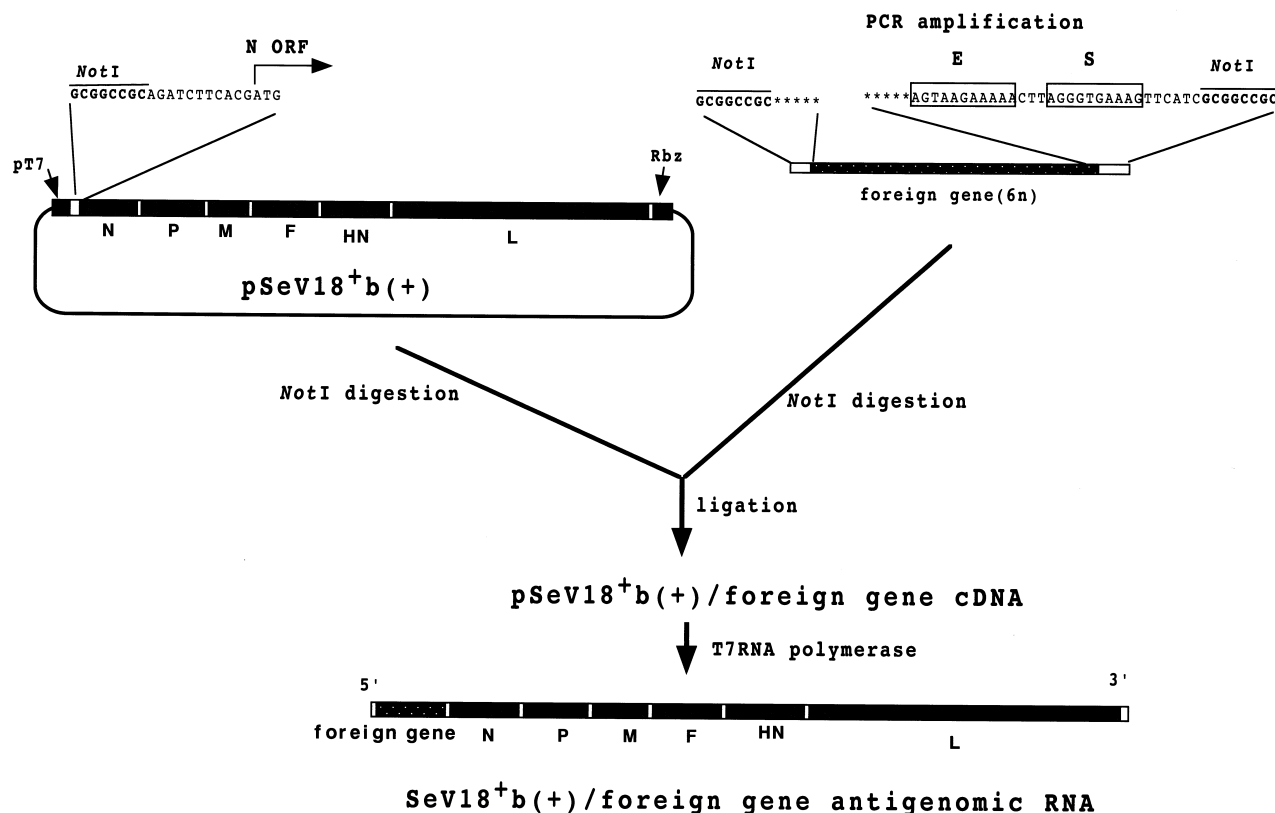 PCR amplification
N ORF
NotI
GCGGCCGCAGATCTTCACGATG
NotI
E
S
NotI
GCGGCCGC*****
*****AGTAAGAAAAACTTAGGGTGAAAGTTCATCGCGGCCGC
pT7
Rbz
foreign gene(6n)
N
P
M
F
HN
L
pSeV18+b(+)
NotI digestion
NotI digestion
ligation
pSeV18+b(+)/foreign gene cDNA
T7RNA polymerase
5'
3'
foreign gene
N
P
M
F
HN
L
SeV18+b(+)/foreign gene antigenomic RNA